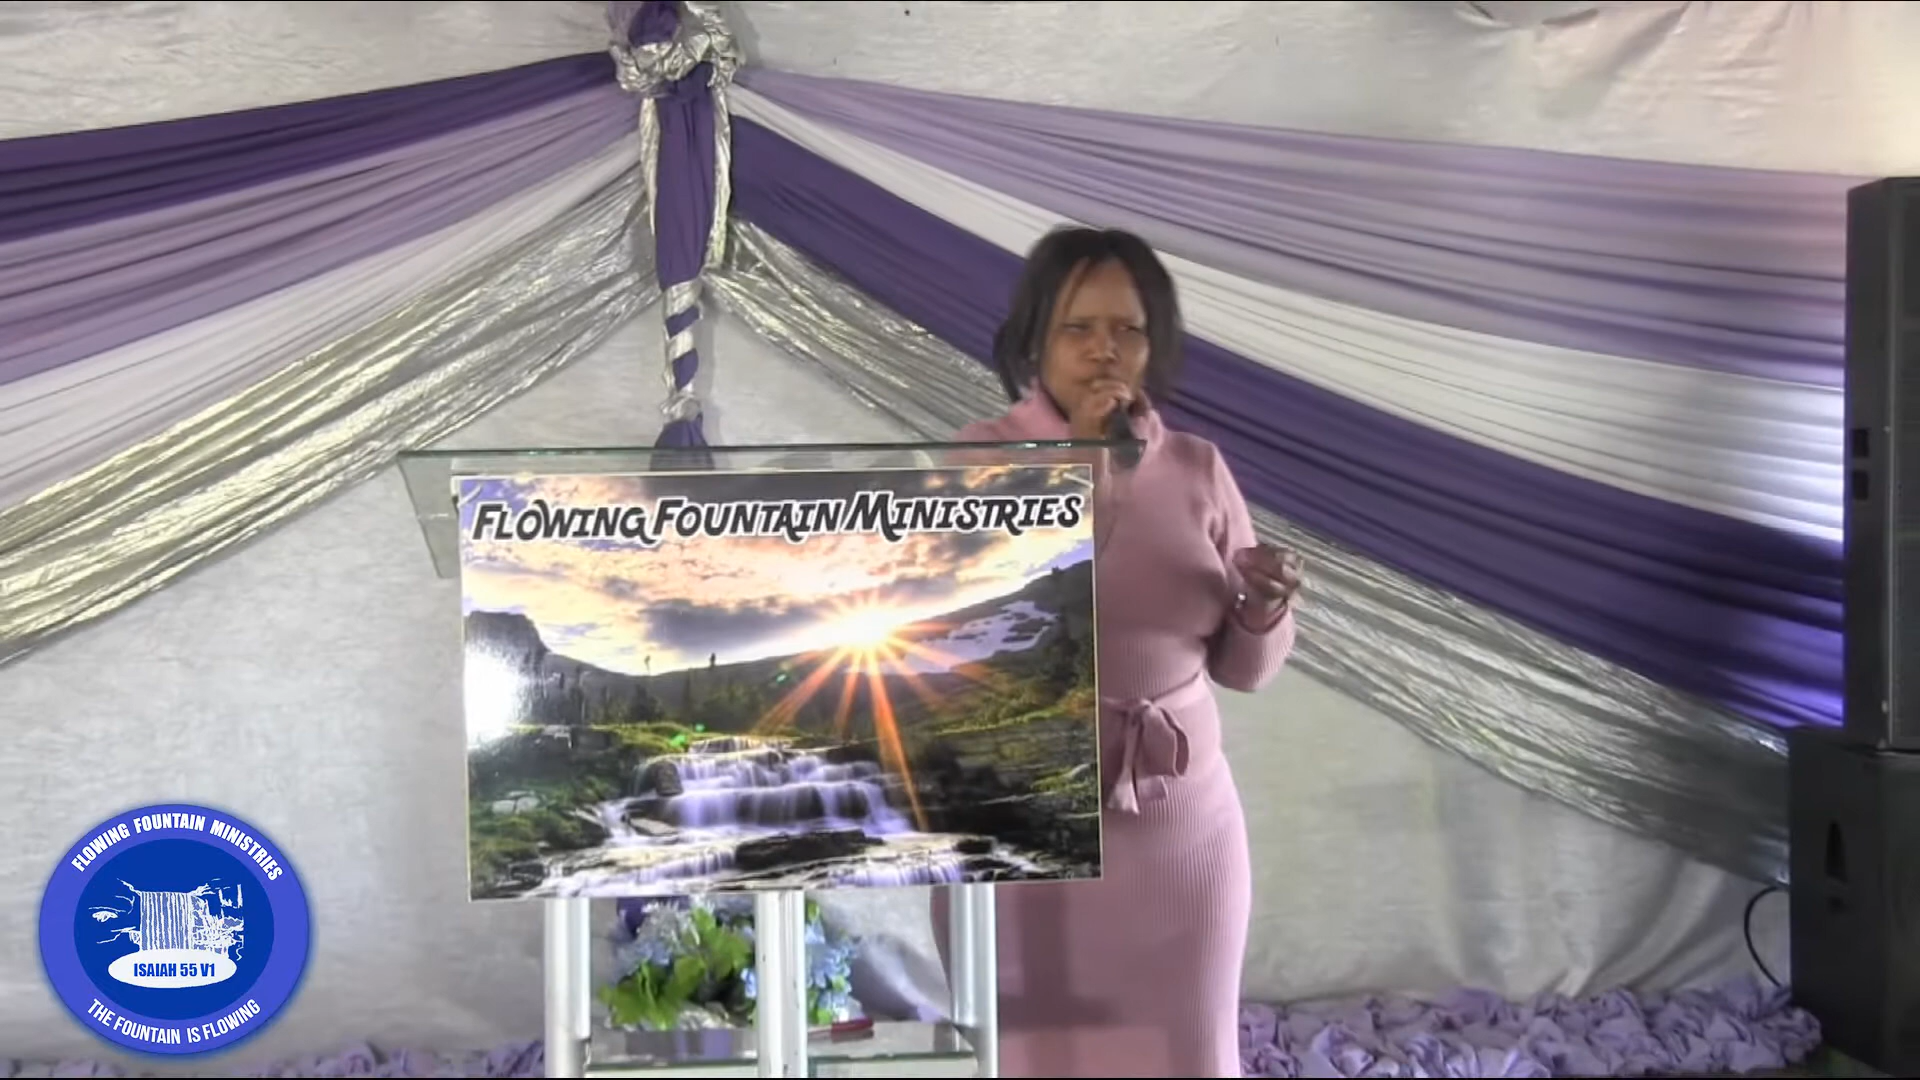 FLOWING FOUNTAIN MINISTRIES
FLOWING FOUNTAIN MINISTRIES
ISAIAH 55 V1
THE FOUNTAIN IS FLOWING